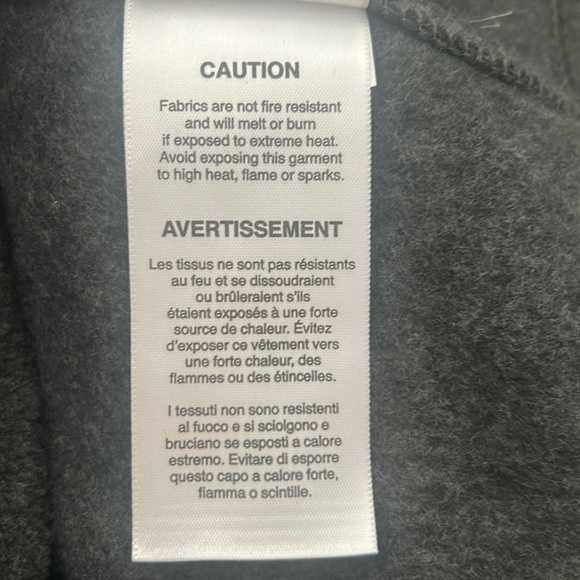 CAUTION
Fabrics are not fire resistant
and will melt or burn
if exposed to extreme heat.
Avoid exposing this garment
to high heat, flame or sparks.
AVERTISSEMENT
Les tissus ne sont pas résistants
au feu et se dissoudraient
ou brûleraient s'ils
étaient exposés à une forte
source de chaleur. Évitez
d'exposer ce vêtement vers
une forte chaleur, des
flammes ou des étincelles.
I tessuti non sono resistenti
al fuoco e si sciolgono e
bruciano se esposti a calore
estremo. Evitare di esporre
questo capo a calore forte,
fiamma o scintille.